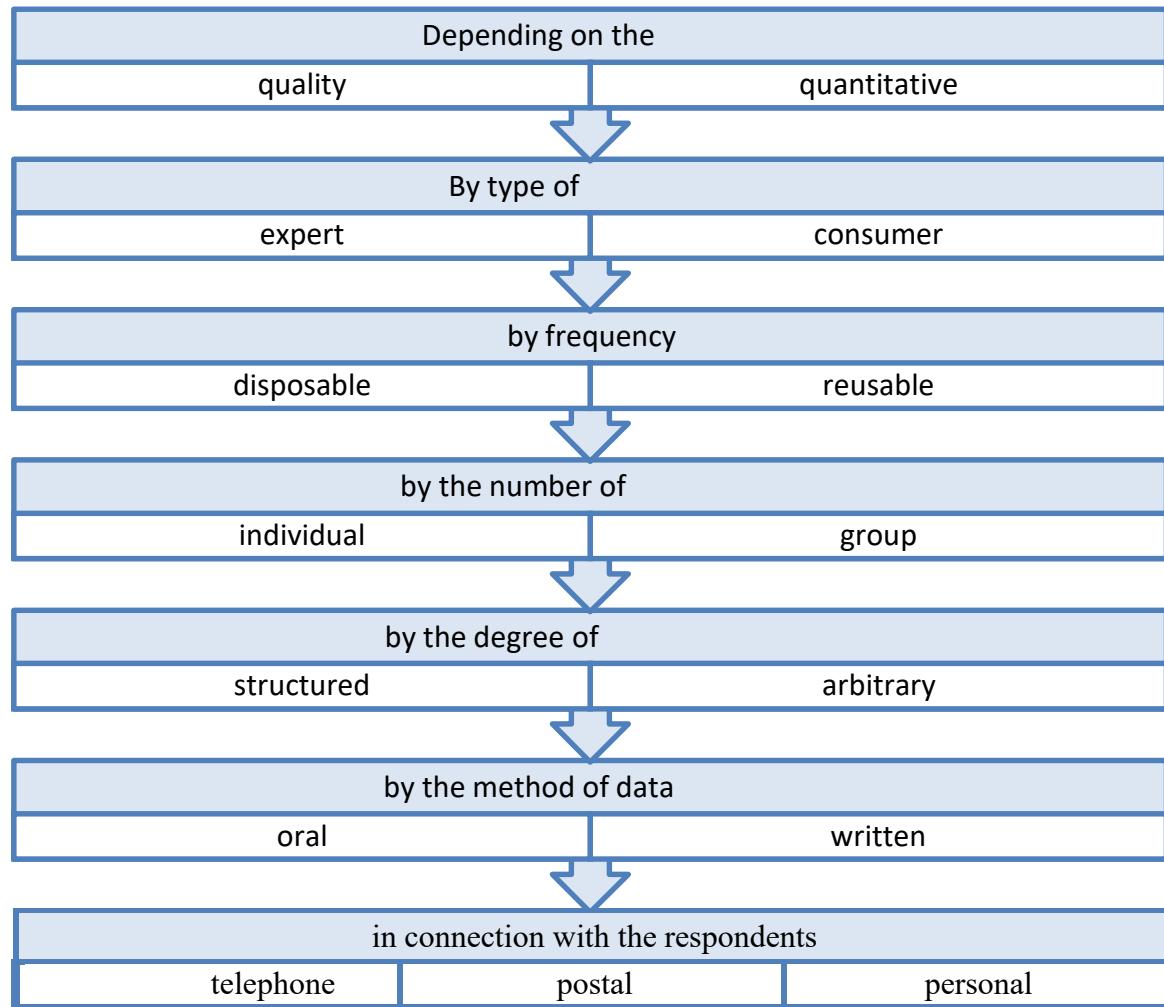 Depending on the
quality quantitative
By type of
expert consumer
by frequency
disposable reusable
by the number of
individual group
by the degree of
structured arbitrary
by the method of data
oral written
in connection with the respondents
telephone postal personal